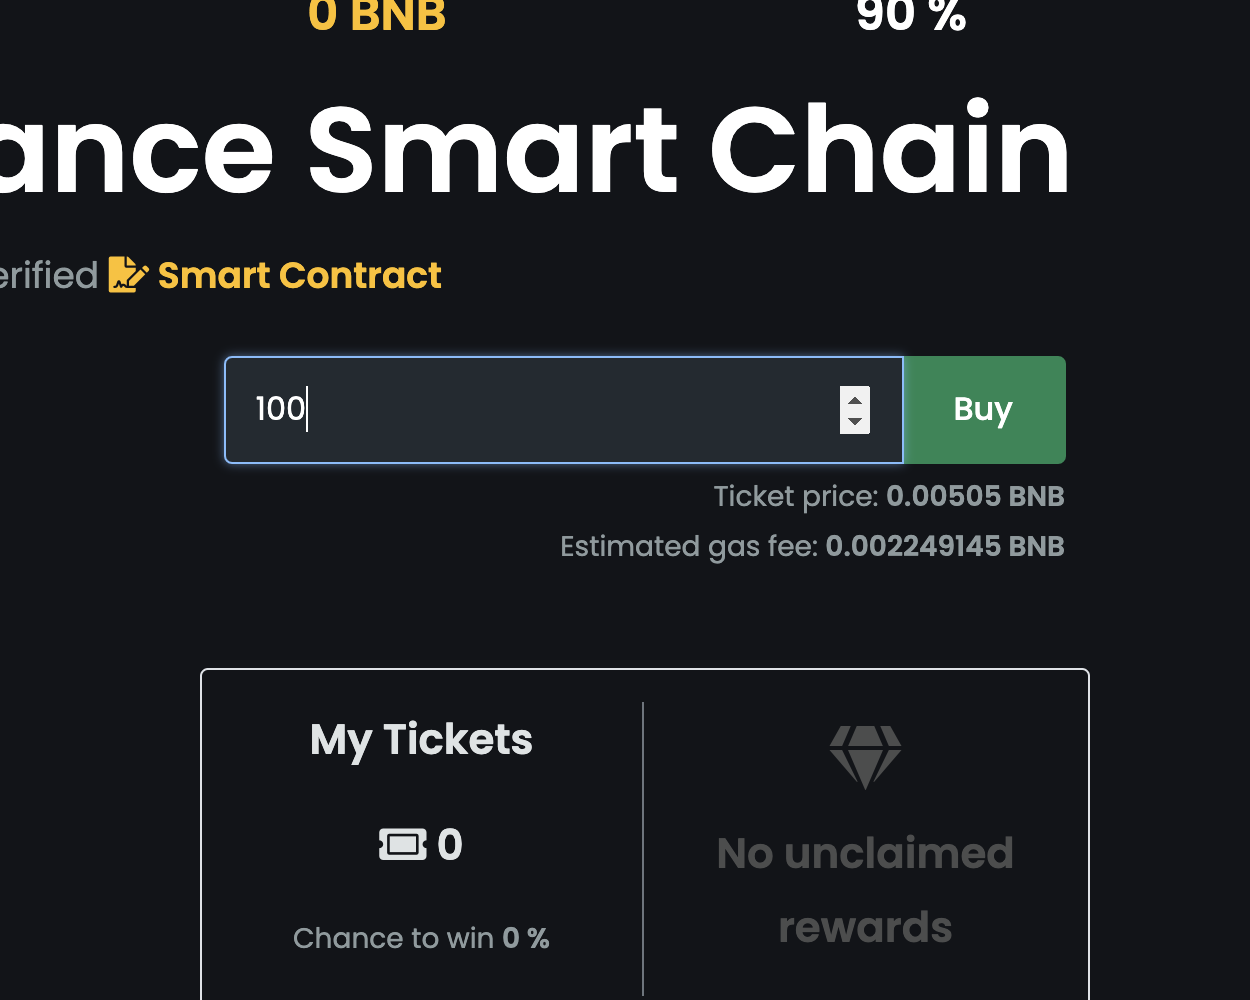 0 BNB 90 %
ance Smart Chain
erified Smart Contract
100 Buy
Ticket price: 0.00505 BNB
Estimated gas fee: 0.002249145 BNB
My Tickets
0
Chance to win 0 %
No unclaimed
rewards